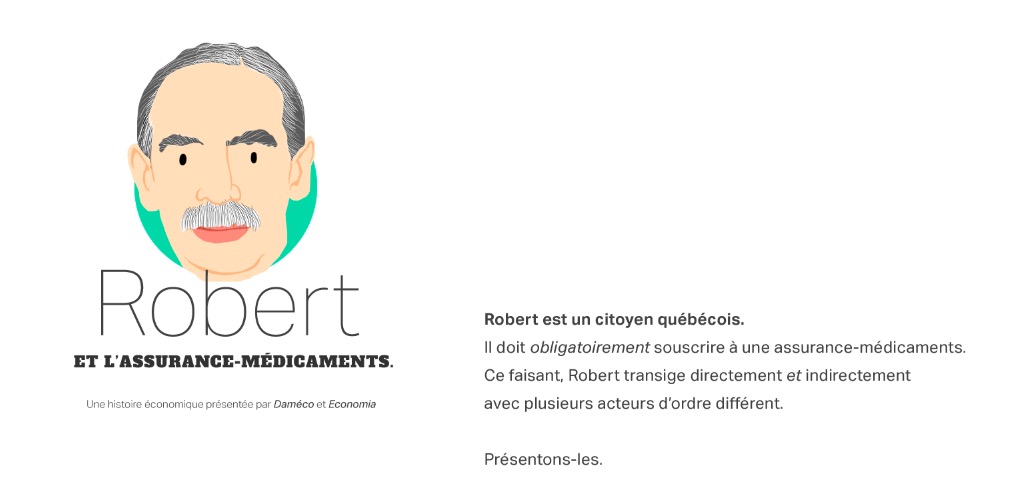 Robert
ET L'ASSURANCE-MÉDICAMENTS.
Une histoire économique présentée par Daméco et Economia
Robert est un citoyen québécois.
Il doit obligatoirement souscrire à une assurance-médicaments.
Ce faisant, Robert transige directement et indirectement
avec plusieurs acteurs d'ordre différent.
Présentons-les.